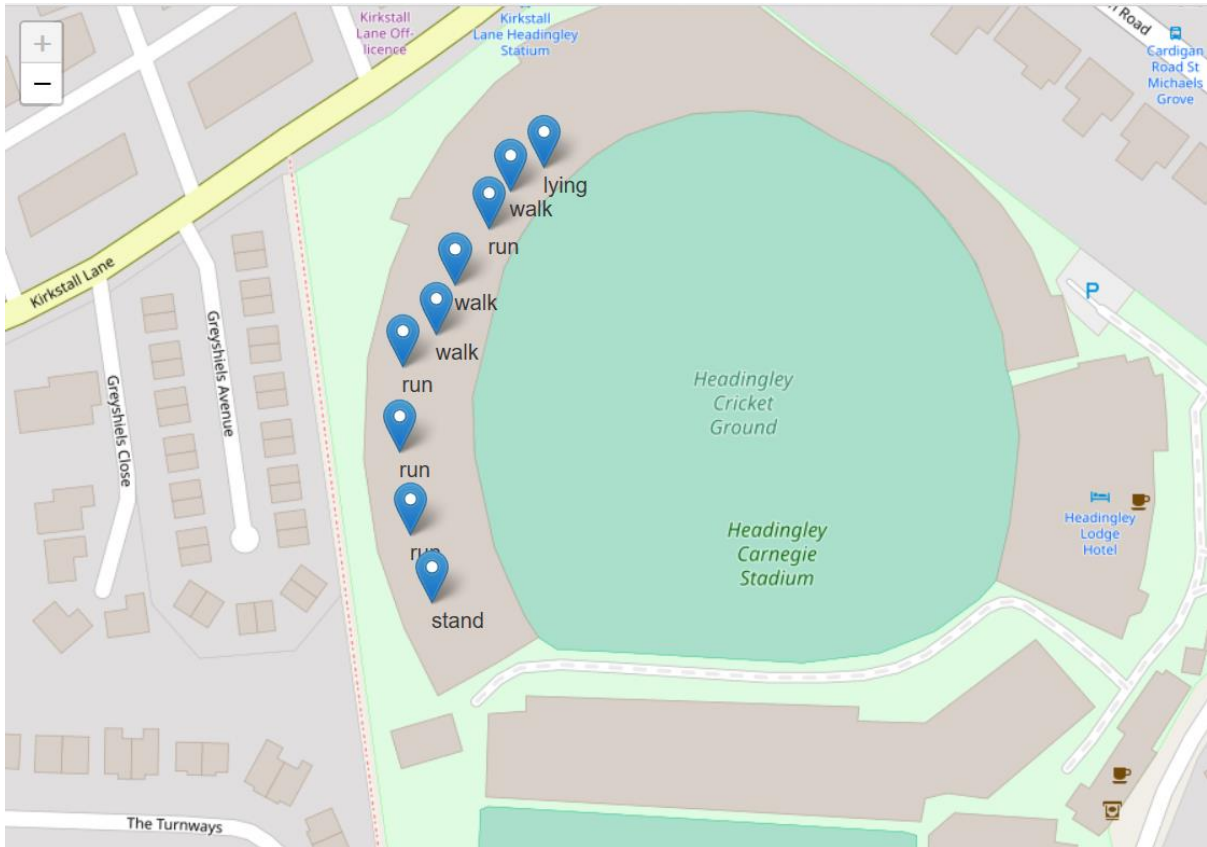 +
−
Kirkstall
Lane Off-
licence
Kirkstall
Lane Headingley
Statium
Road
Cardigan
Road St
Michaels
Grove
lying
walk
run
walk
walk
run
run
run
stand
Kirkstall Lane
Greyshiels Avenue
Greyshiels Close
P
Headingley
Cricket
Ground
Headingley
Carnegie
Stadium
Headingley
Lodge
Hotel
The Turnways